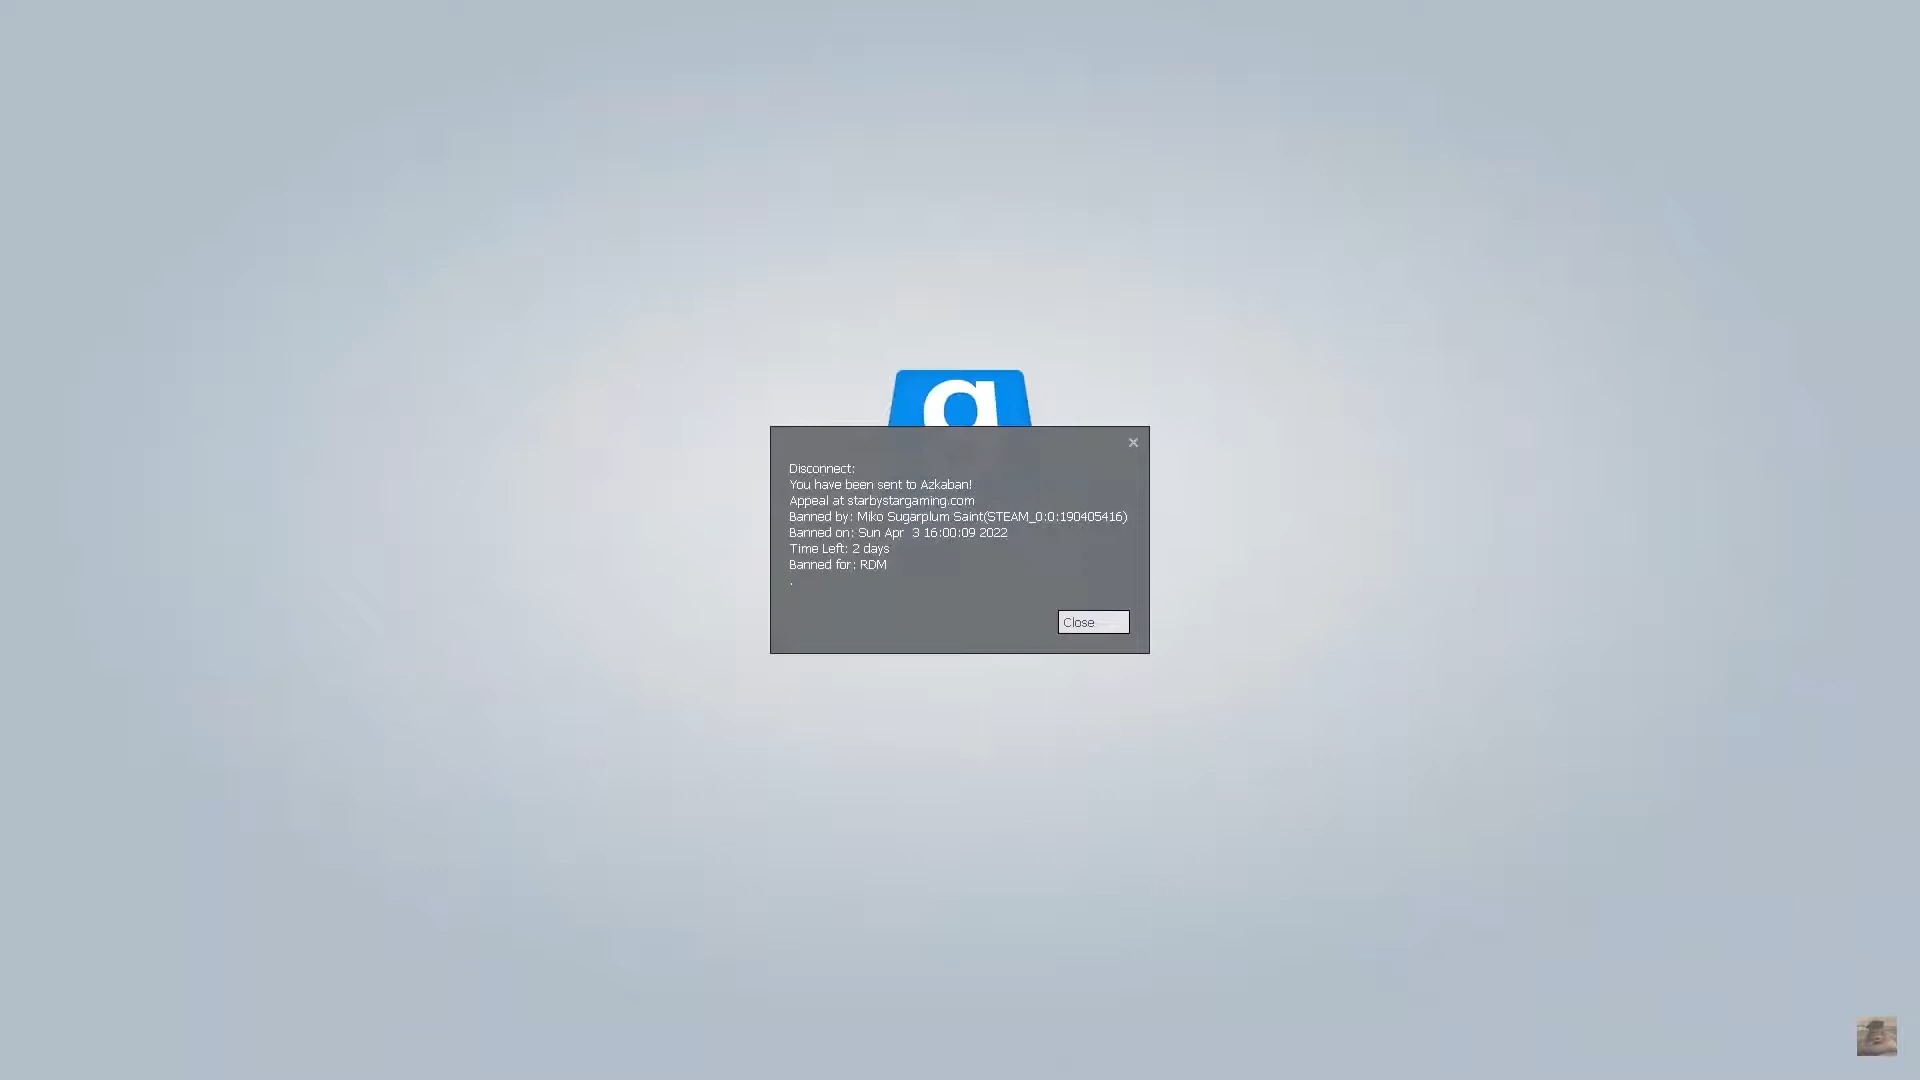 g
Disconnect:
You have been sent to Azkaban!
Appeal at starbystargaming.com
Banned by: Miko Sugarplum Saint(STEAM_0:0:190405416)
Banned on: Sun Apr  3 16:00:09 2022
Time Left: 2 days
Banned for: RDM
.
Close